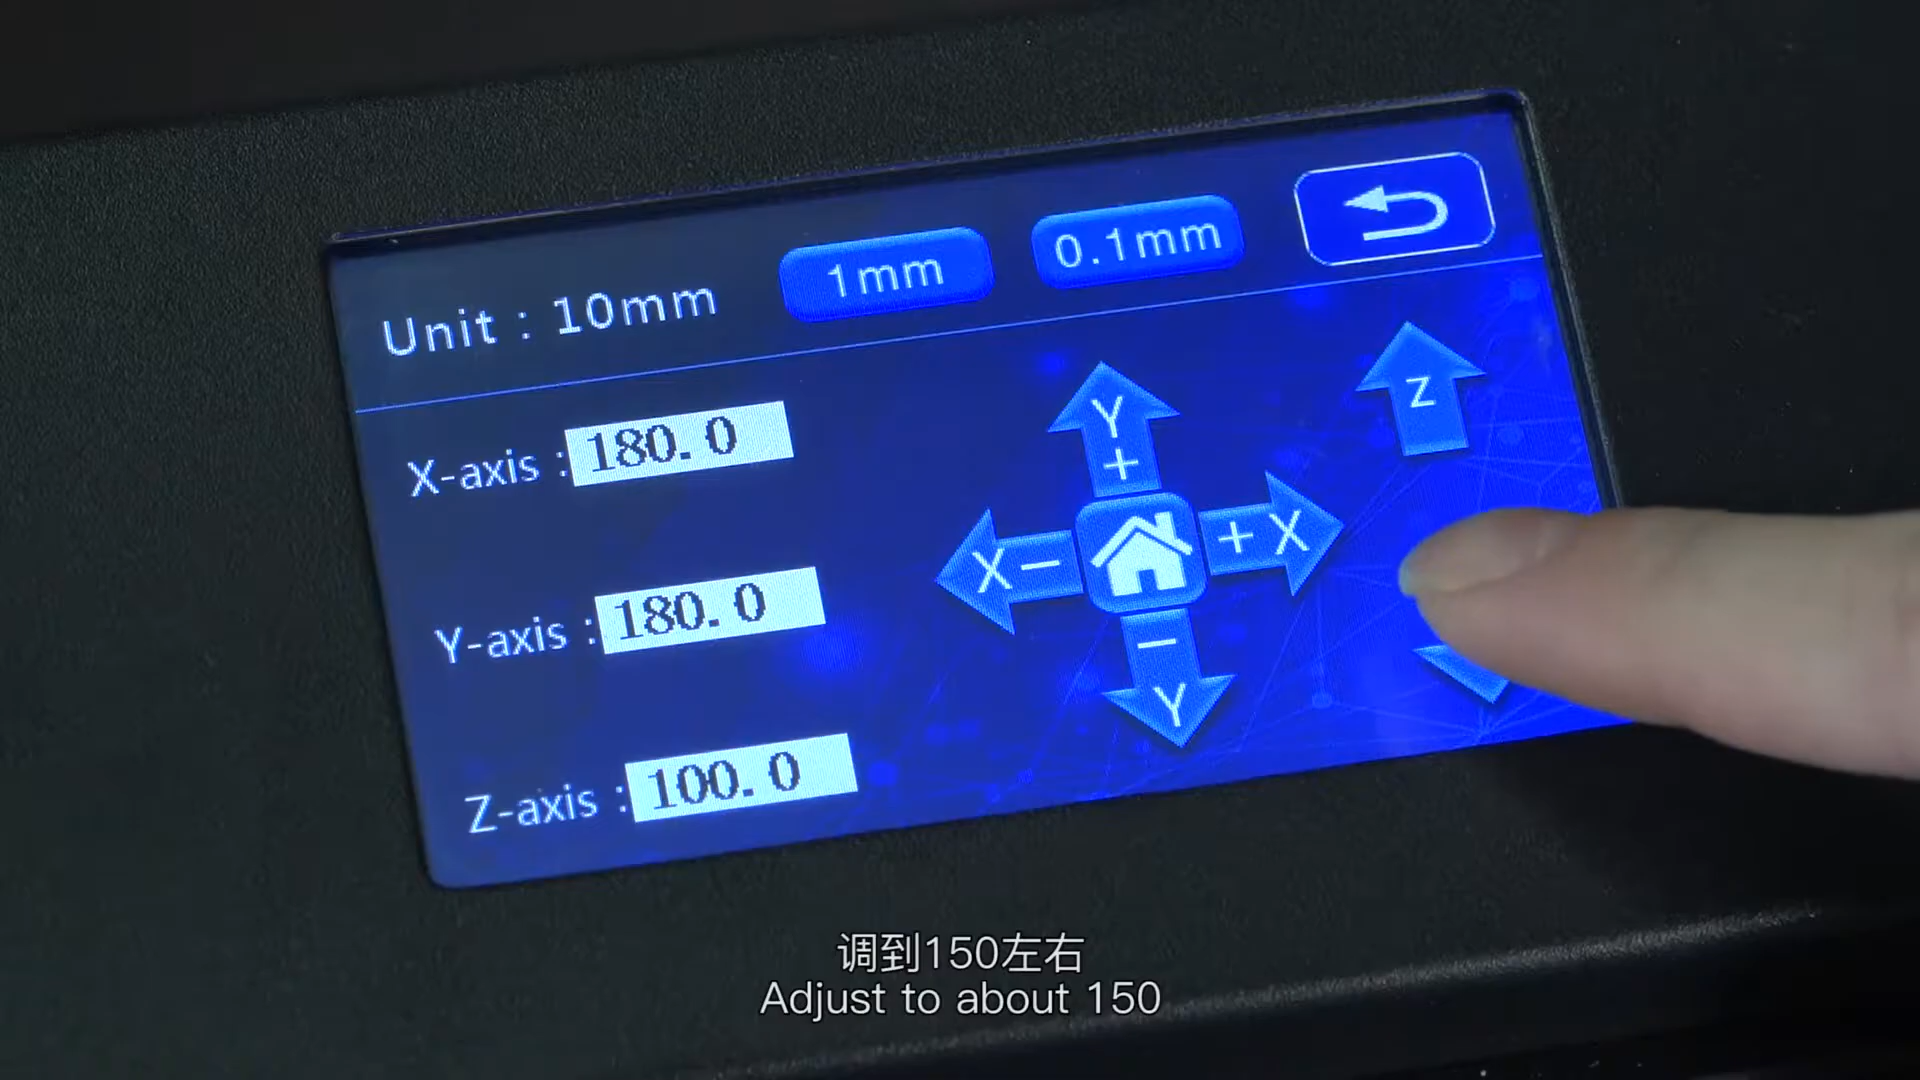 Unit : 10mm
1mm
0.1mm
X-axis : 180. 0
Y-axis : 180. 0
Z-axis : 100. 0
Y
+
Z
X −
+ X
−
Y
调到150左右
Adjust to about 150